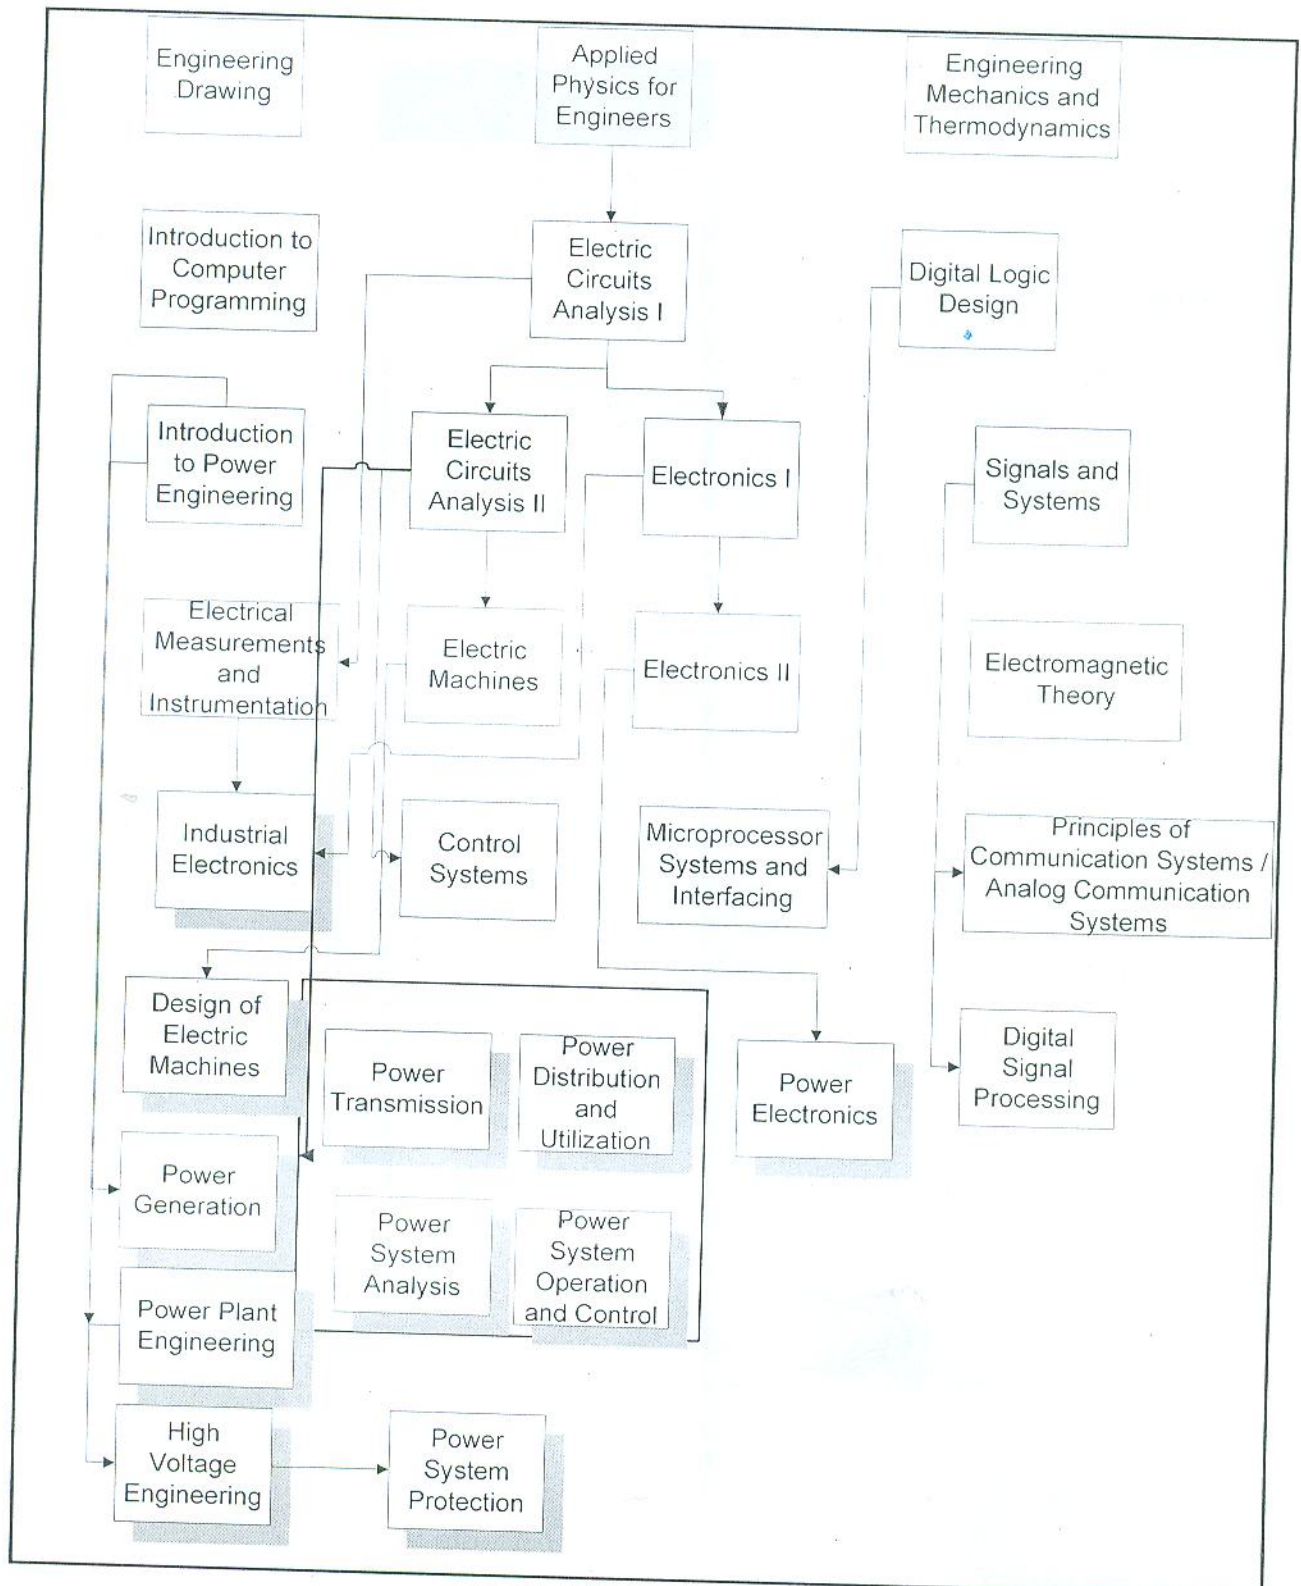 Engineering
Drawing
Applied
Physics for
Engineers
Engineering
Mechanics and
Thermodynamics
Introduction to
Computer
Programming
Electric
Circuits
Analysis I
Digital Logic
Design
Introduction
to Power
Engineering
Electric
Circuits
Analysis II
Electronics I
Signals and
Systems
Electrical
Measurements
and
Instrumentation
Electric
Machines
Electronics II
Electromagnetic
Theory
Industrial
Electronics
Control
Systems
Microprocessor
Systems and
Interfacing
Principles of
Communication Systems /
Analog Communication
Systems
Design of
Electric
Machines
Power
Transmission
Power
Distribution
and
Utilization
Power
Electronics
Digital
Signal
Processing
Power
Generation
Power
System
Analysis
Power
System
Operation
and Control
Power Plant
Engineering
High
Voltage
Engineering
Power
System
Protection